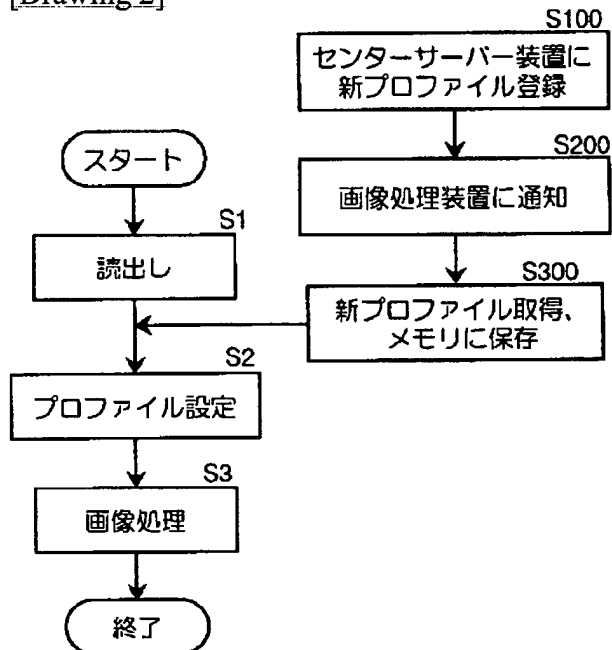 [Drawing 2]
S100
センターサーバー装置に
新プロファイル登録
S200
画像処理装置に通知
S300
新プロファイル取得、
メモリに保存
スタート
S1
読出し
S2
プロファイル設定
S3
画像処理
終了